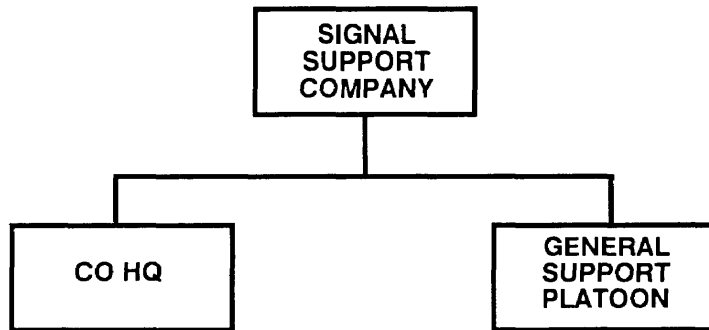 SIGNAL
SUPPORT
COMPANY
CO HQ
GENERAL
SUPPORT
PLATOON